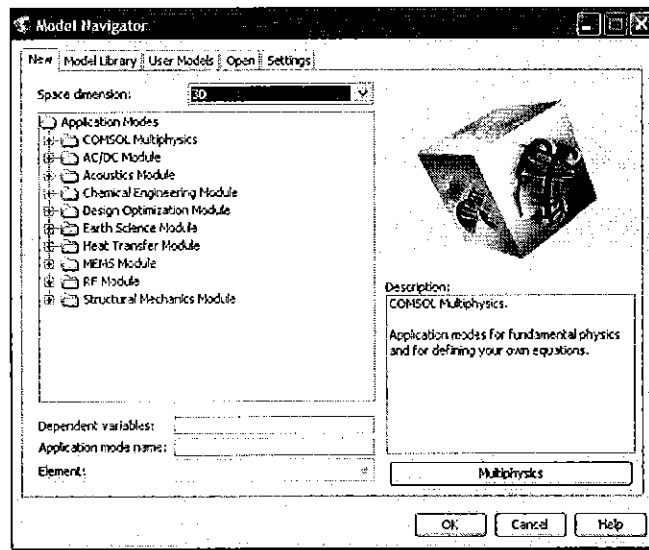 Model Navigator
New Model Library User Models Open Settings
Space dimension: 3D
Application Modes
COMSOL Multiphysics
AC/DC Module
Acoustics Module
Chemical Engineering Module
Design Optimization Module
Earth Science Module
Heat Transfer Module
MEMS Module
RF Module
Structural Mechanics Module
Description:
COMSOL Multiphysics.
Application modes for fundamental physics
and for defining your own equations.
Dependent variables:
Application mode name:
Element:
Multiphysics
OK Cancel Help